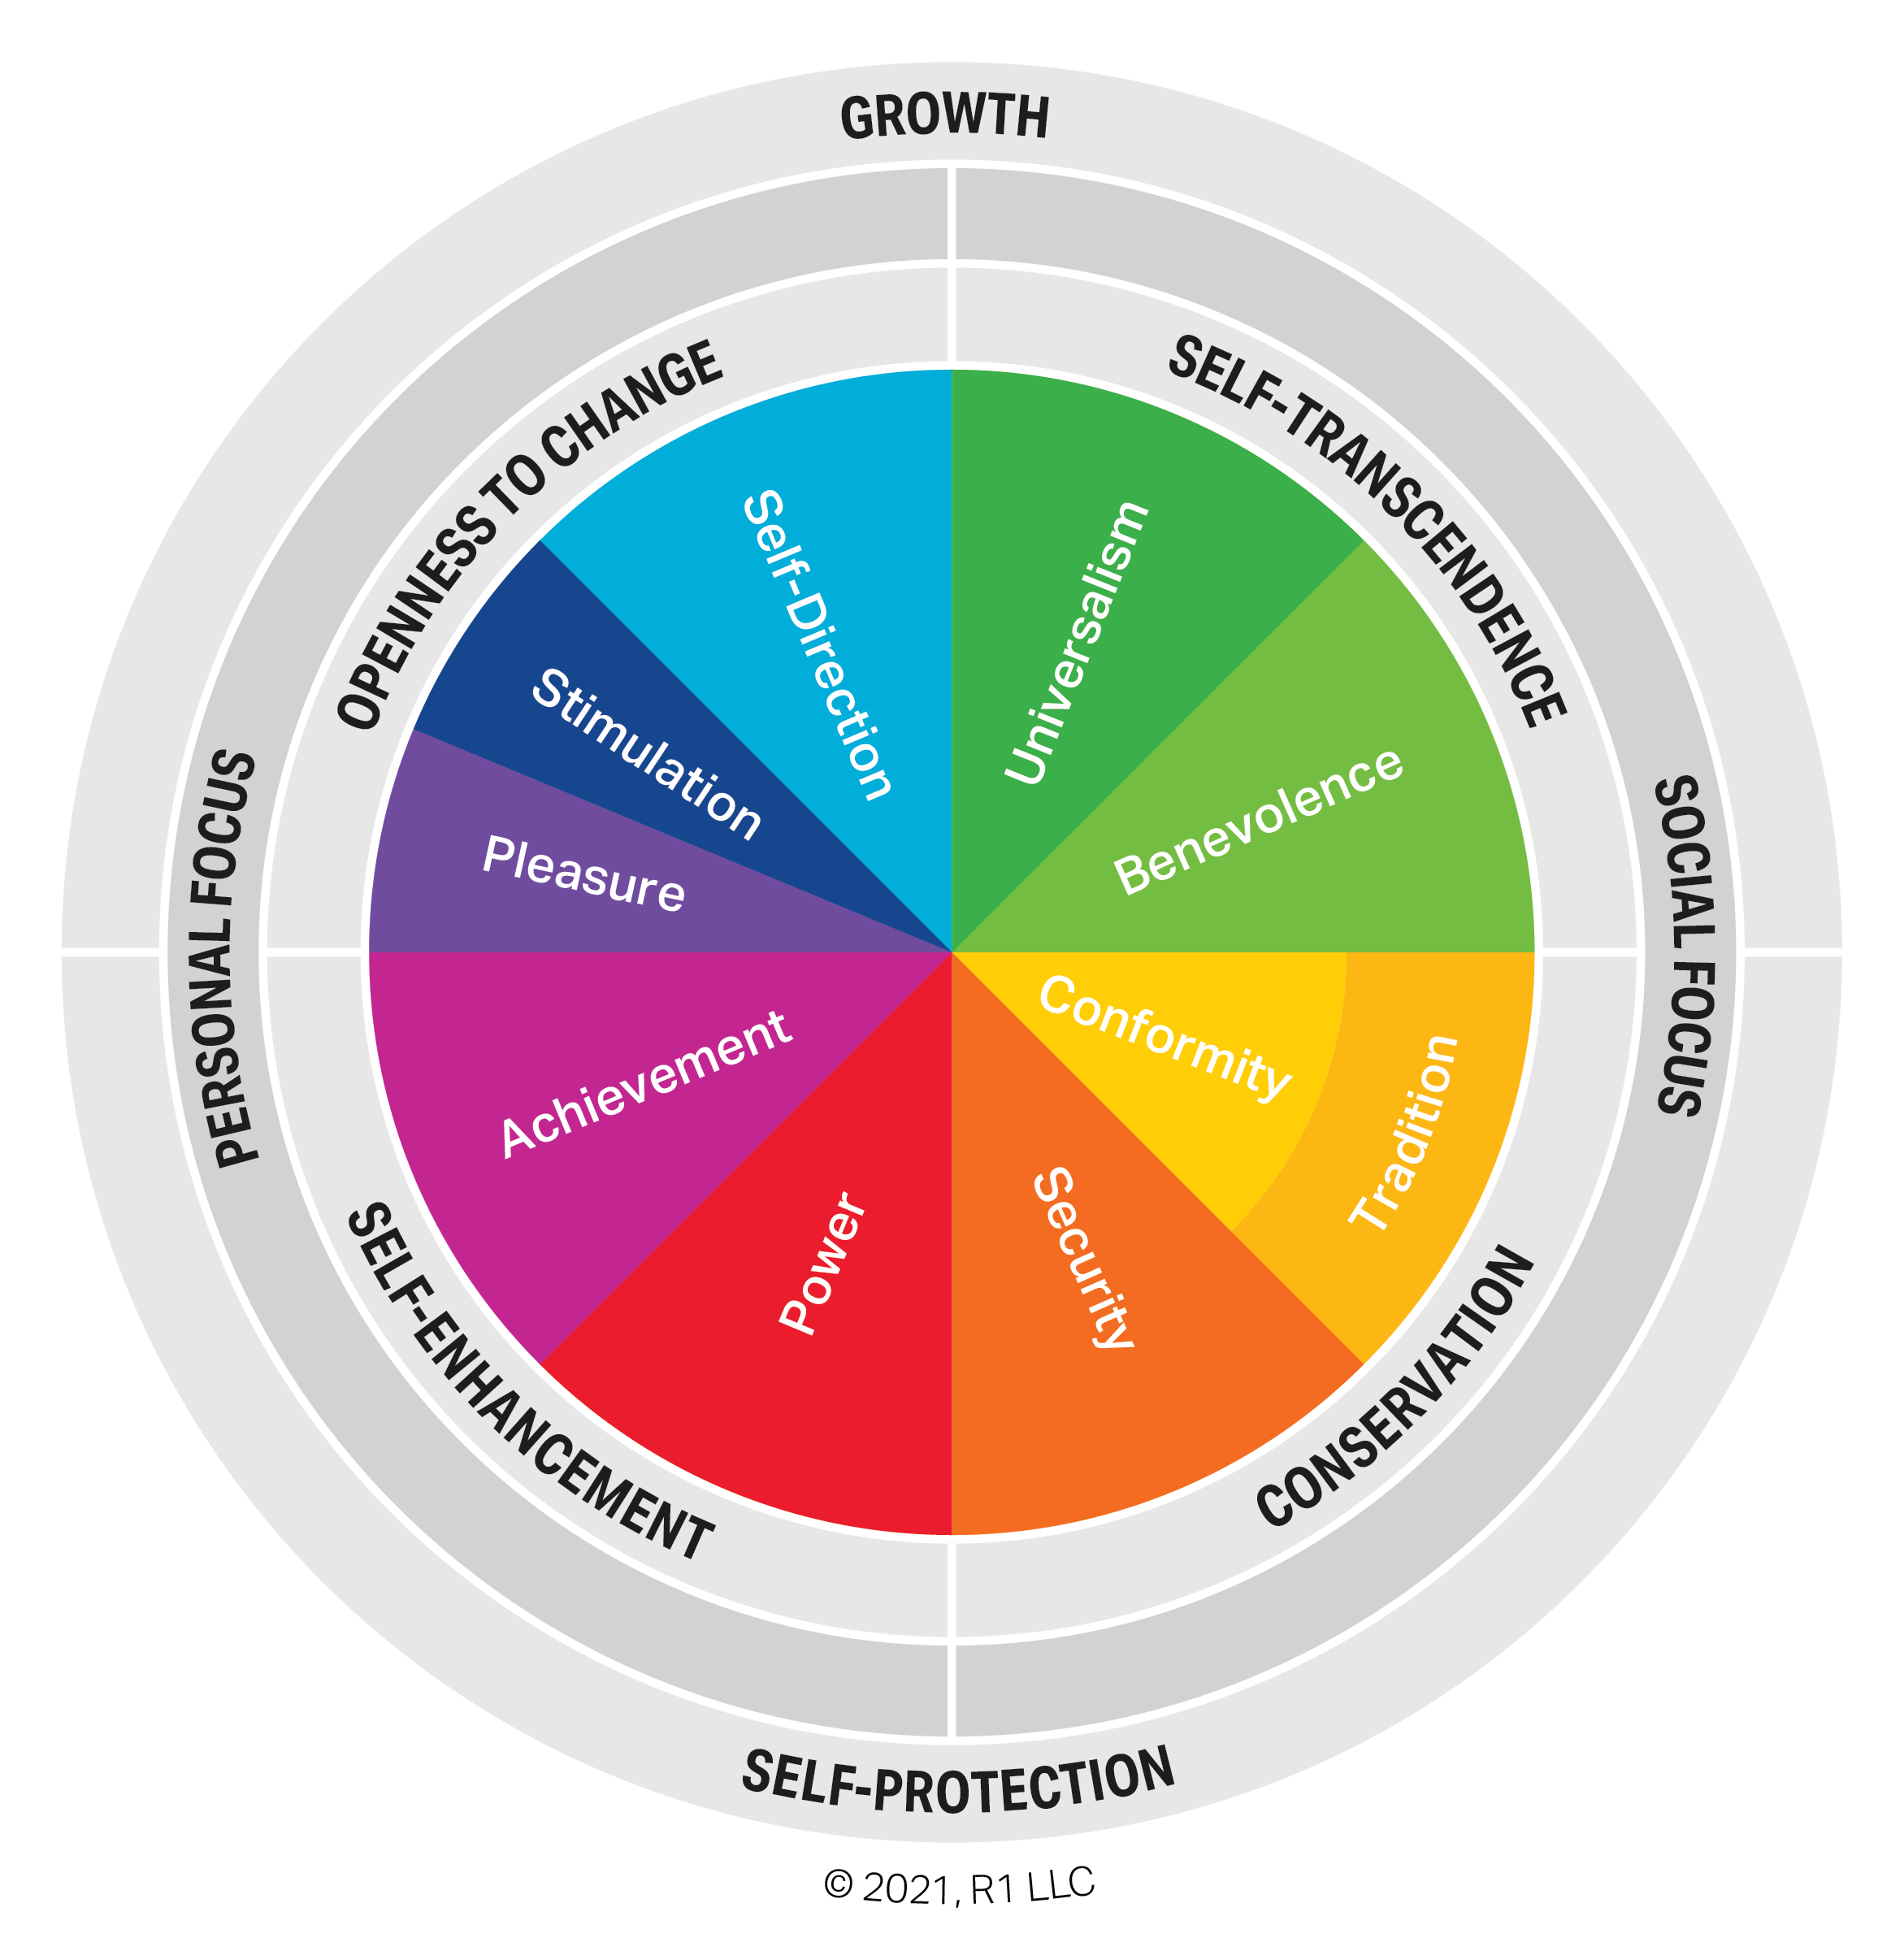 GROWTH
OPENNESS TO CHANGE
SELF-TRANSCENDENCE
PERSONAL FOCUS
SOCIAL FOCUS
Self-Direction
Universalism
Stimulation
Benevolence
Pleasure
Conformity
Achievement
Tradition
Power
Security
SELF-ENHANCEMENT
CONSERVATION
SELF-PROTECTION
© 2021, R1 LLC